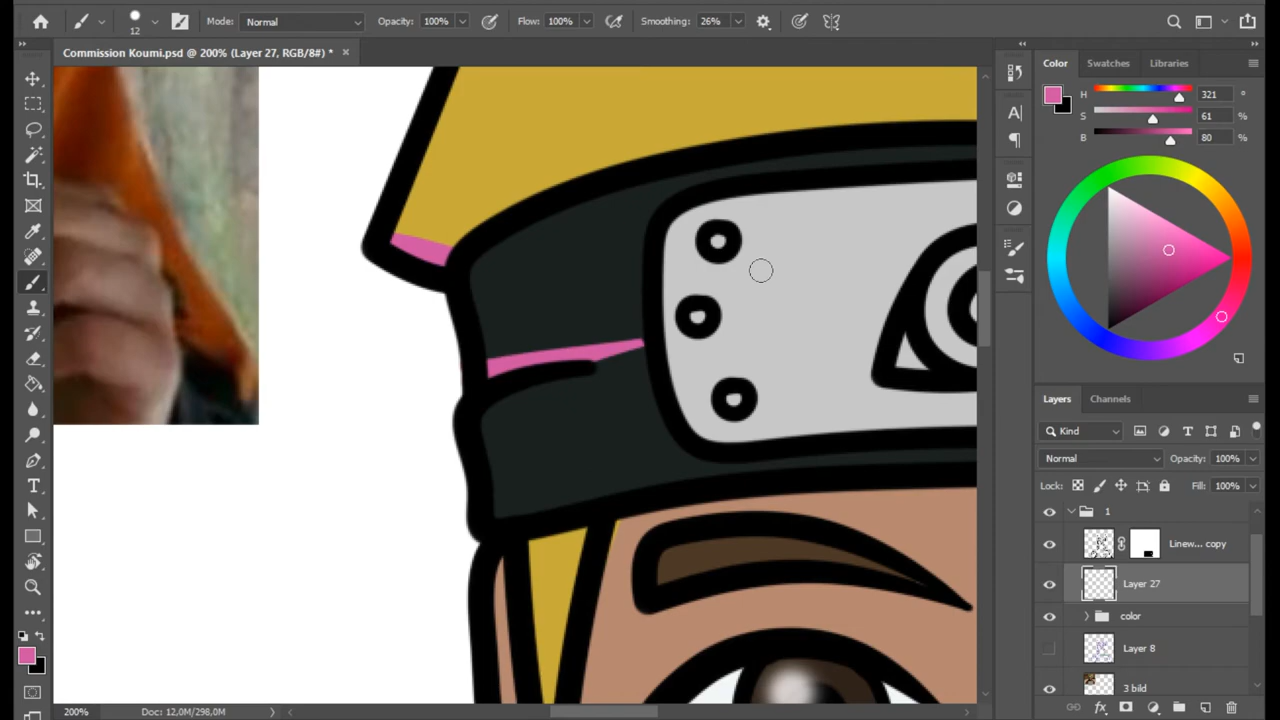 12 Mode: Normal Opacity: 100% Flow: 100% Smoothing: 26%
Commission Koumi.psd @ 200% (Layer 27, RGB/8#) *
Color Swatches Libraries
H 321 °
S 61 %
B 80 %
Layers Channels
Kind
Normal Opacity: 100%
Lock: Fill: 100%
1
Linew... copy
Layer 27
color
Layer 8
3 bild
200% Doc: 12,0M/298,0M